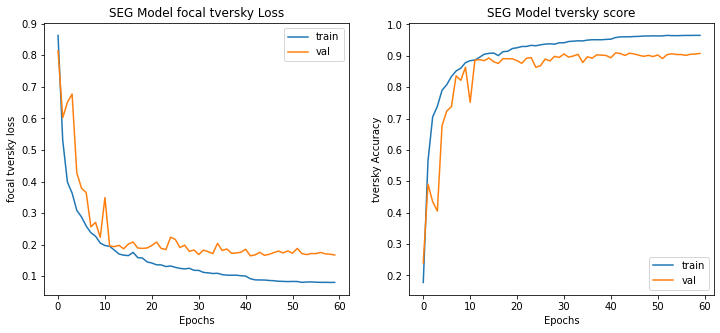 SEG Model focal tversky Loss
focal tversky loss
0.9
0.8
0.7
0.6
0.5
0.4
0.3
0.2
0.1
0 10 20 30 40 50 60
Epochs
train
val
SEG Model tversky score
tversky Accuracy
1.0
0.9
0.8
0.7
0.6
0.5
0.4
0.3
0.2
0 10 20 30 40 50 60
Epochs
train
val